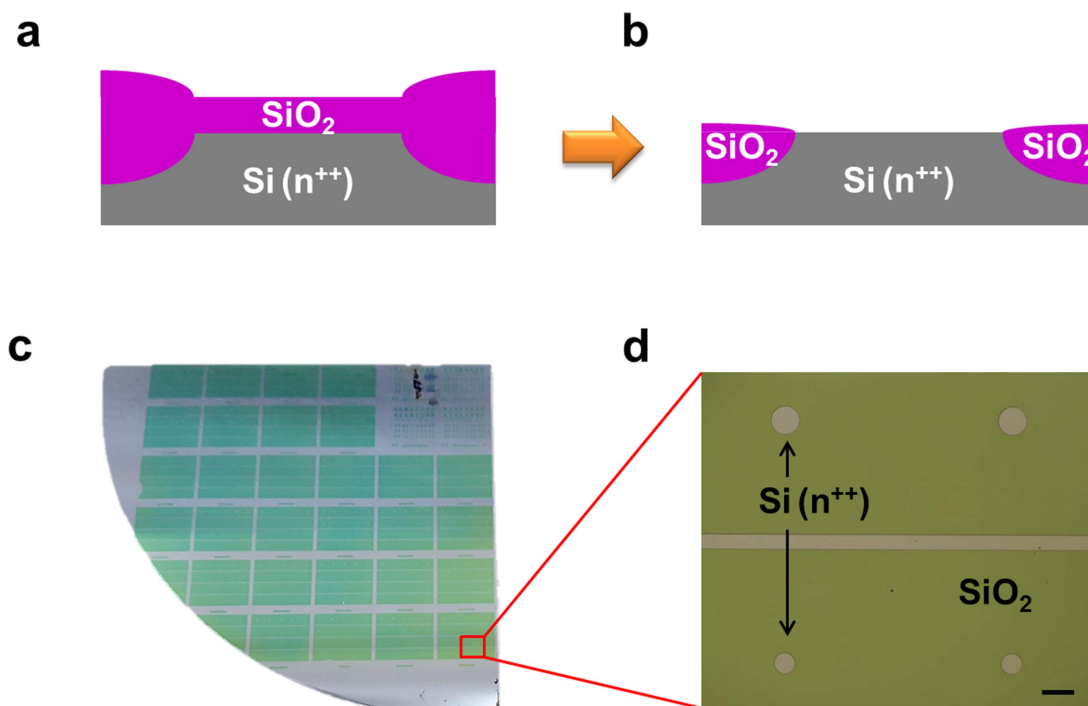 a
b
SiO₂
Si (n⁺⁺)
SiO₂
Si (n⁺⁺)
SiO₂
c
d
Si (n⁺⁺)
SiO₂